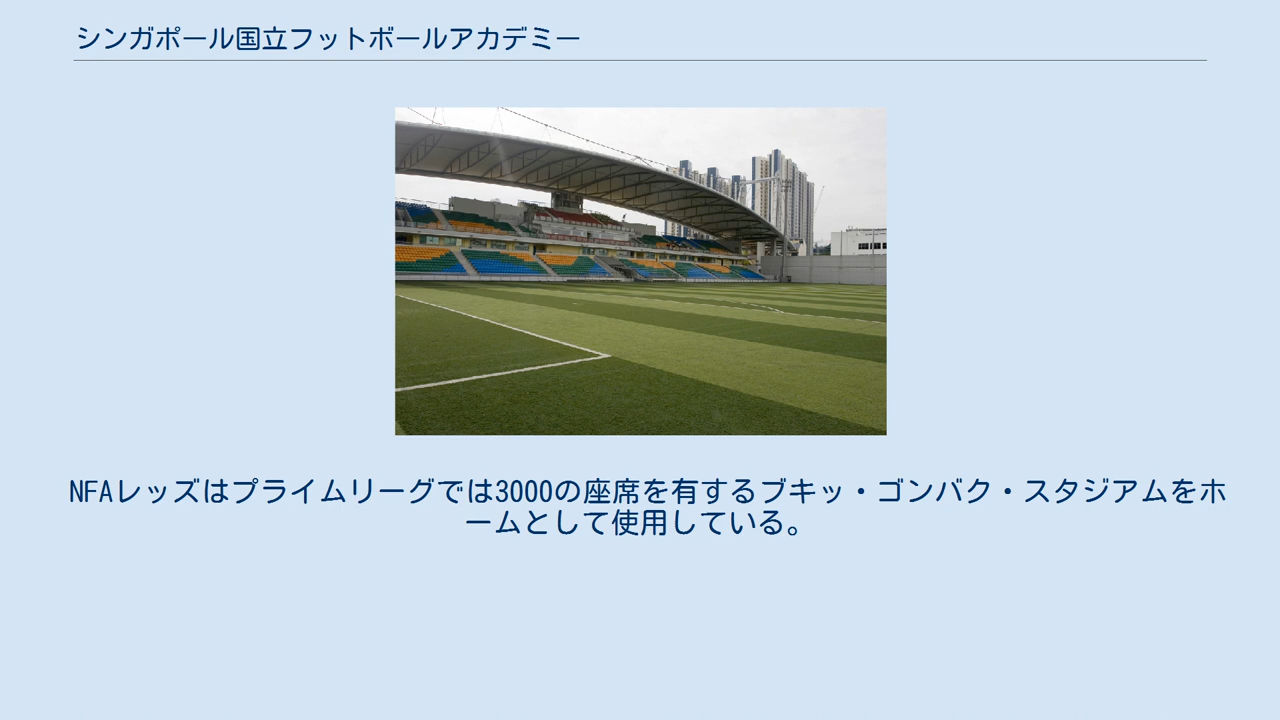 シンガポール国立フットボールアカデミー
NFAレッズはプライムリーグでは3000の座席を有するブキッ・ゴンバク・スタジアムをホ
ームとして使用している。